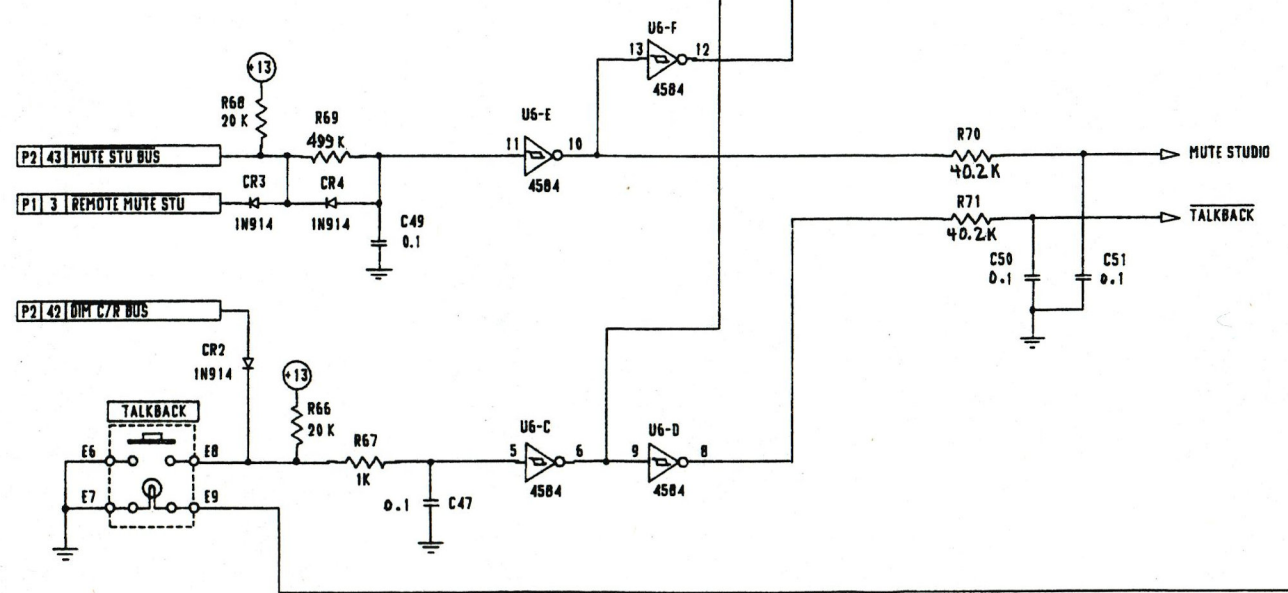 U6-F
13 12
4584
+13
R68
20 K
R69
499 K
U6-E
11 10
4584
P2 43 MUTE STU BUS
P1 3 REMOTE MUTE STU
CR3
1N914
CR4
1N914
C49
0.1
R70
40.2K
MUTE STUDIO
R71
40.2K
TALKBACK
C50
0.1
C51
0.1
P2 42 DIM C/R BUS
CR2
1N914
+13
R66
20 K
TALKBACK
E6 E8
E7 E9
R67
1K
0.1 C47
U6-C
5 6
4584
U6-D
9 8
4584